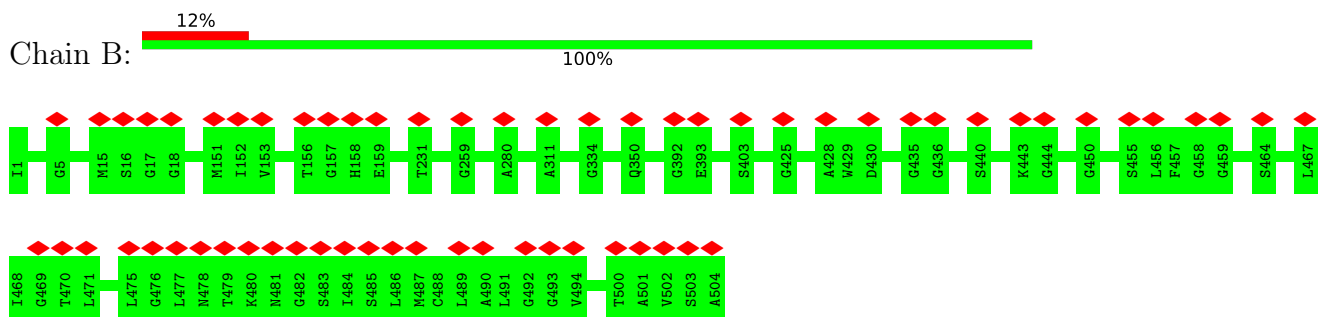 12%
Chain B:
100%
I1 G5 M15 S16 G17 G18 M151 I152 V153 T156 G157 H158 E159 T231 G259 A280 A311 G334 Q350 G392 E393 S403 G425 A428 W429 D430 G435 G436 S440 K443 G444 G450 S455 L456 F457 G458 G459 S464 L467
I468 G469 T470 L471 L475 G476 L477 N478 T479 K480 N481 G482 S483 I484 S485 L486 M487 C488 L489 A490 L491 G492 G493 V494 T500 A501 V502 S503 A504